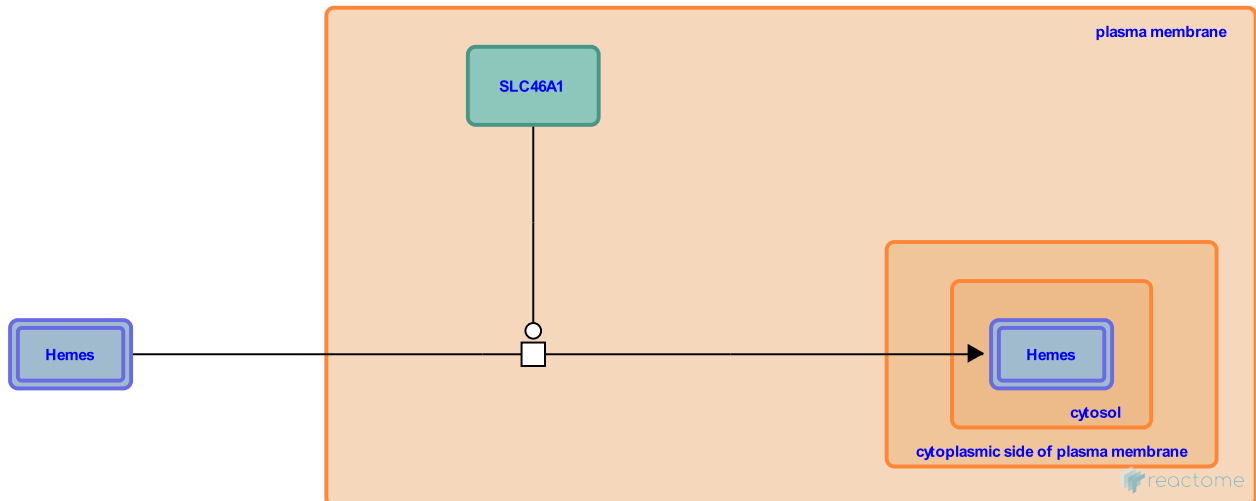 plasma membrane
SLC46A1
Hemes
Hemes
cytosol
cytoplasmic side of plasma membrane
reactome